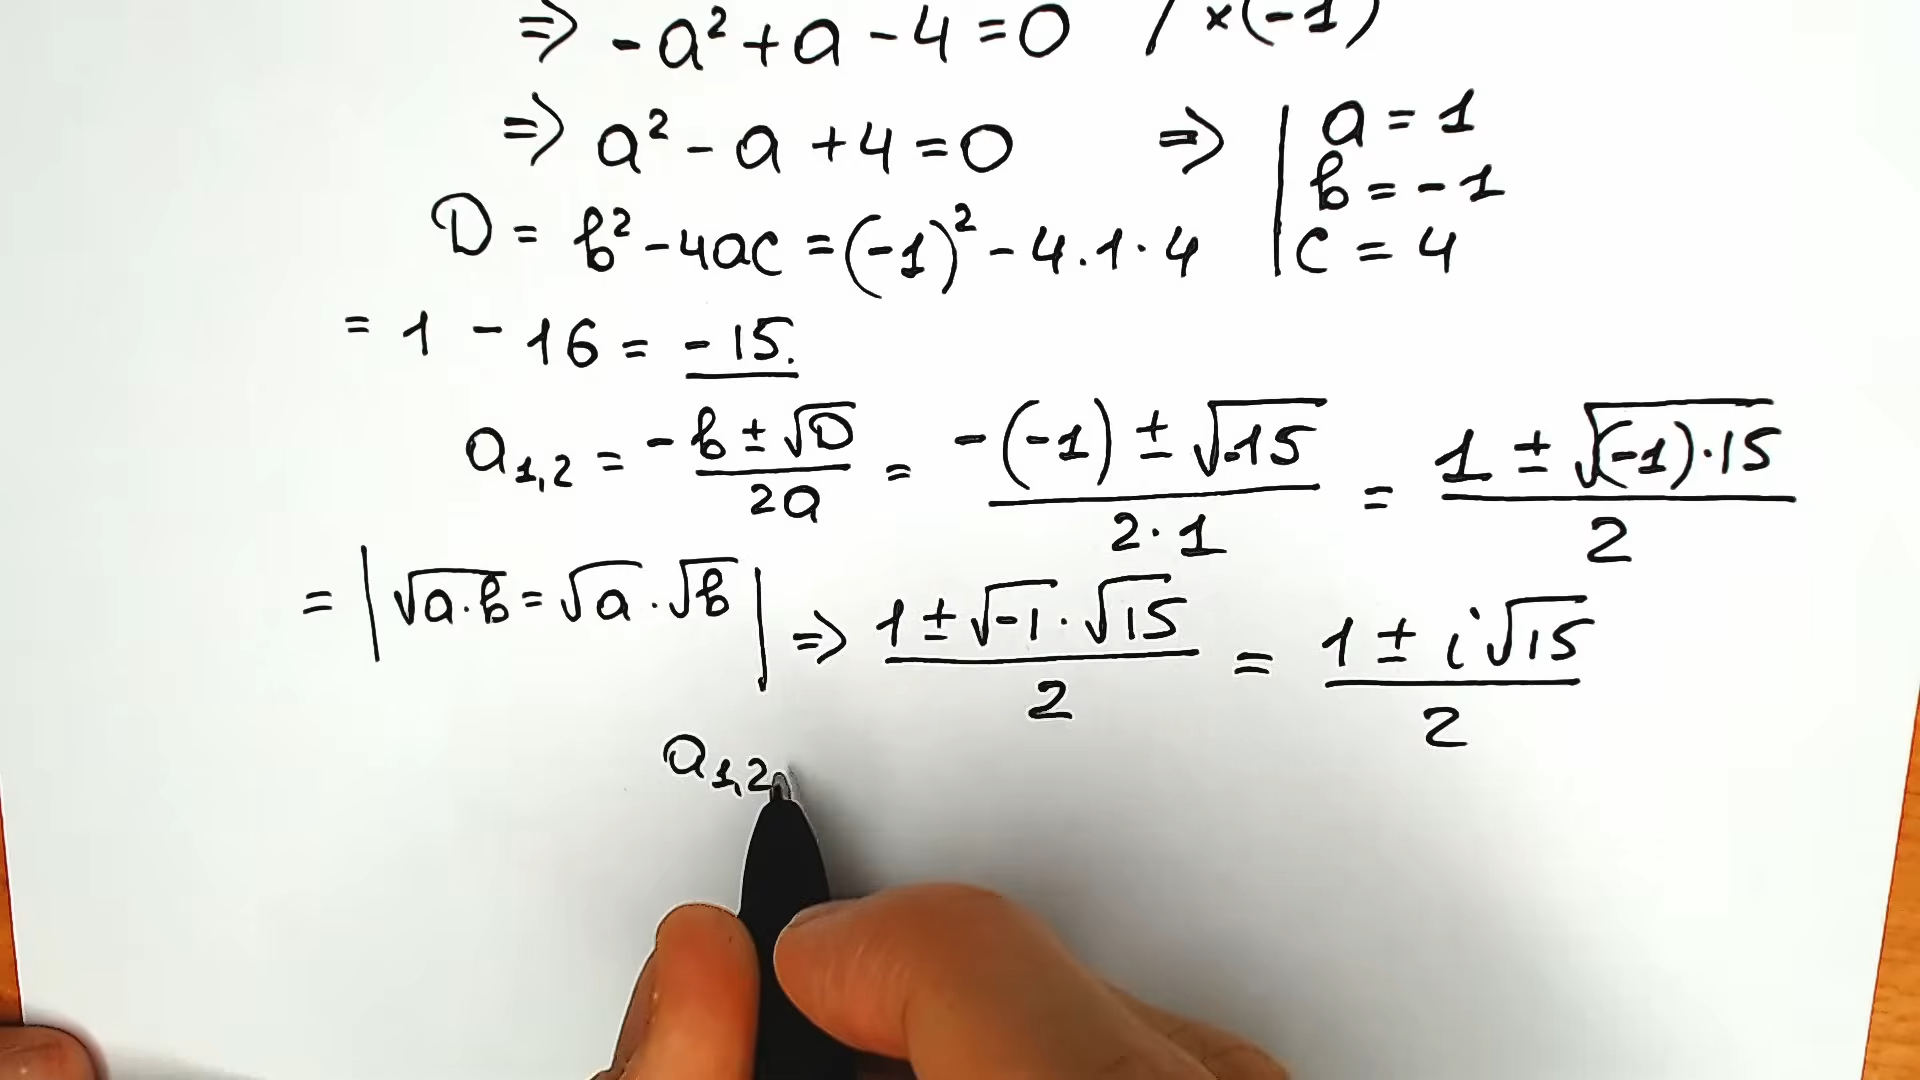 => -a² + a - 4 = 0 / ×(-1)
=> a² - a + 4 = 0 => | a = 1
b = -1
c = 4
D = b² - 4ac = (-1)² - 4.1.4
= 1 - 16 = -15.
a₁,₂ = (-b ± √D)/(2a) = (-(-1) ± √-15)/(2·1) = (1 ± √(-1)·15)/2
= | √a·b = √a · √b | => (1 ± √-1 · √15)/2 = (1 ± i√15)/2
a₁,₂